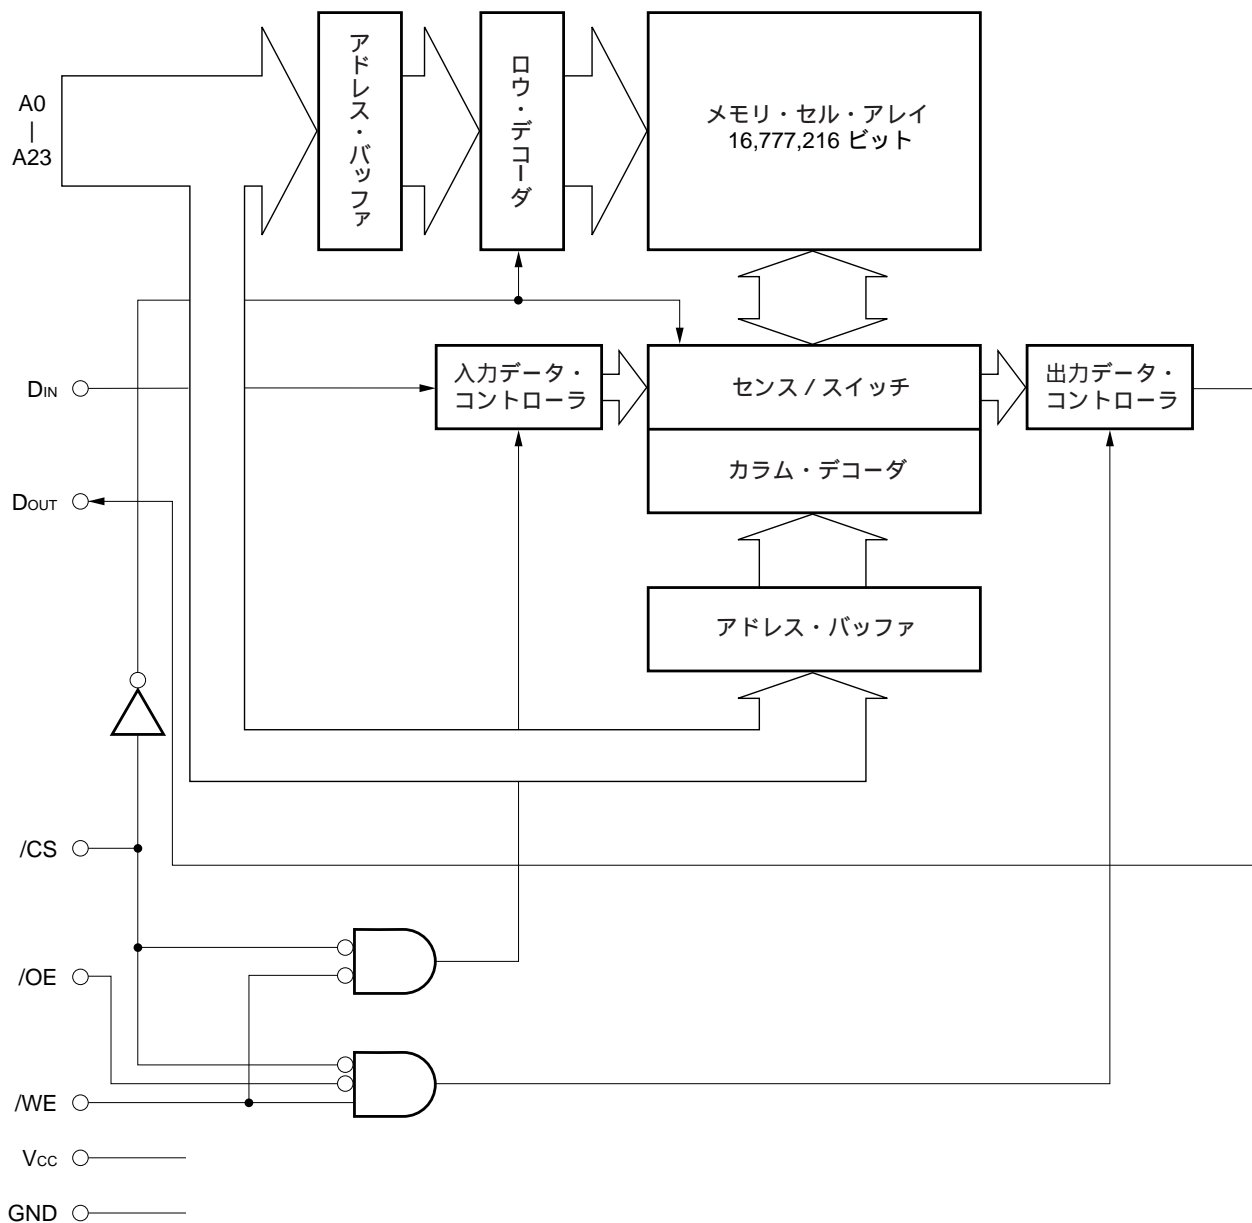 A0
|
A23
アドレス・バッファ
ロウ・デコーダ
メモリ・セル・アレイ
16,777,216 ビット
DIN
入力データ・
コントローラ
センス / スイッチ
出力データ・
コントローラ
カラム・デコーダ
DOUT
アドレス・バッファ
/CS
/OE
/WE
VCC
GND